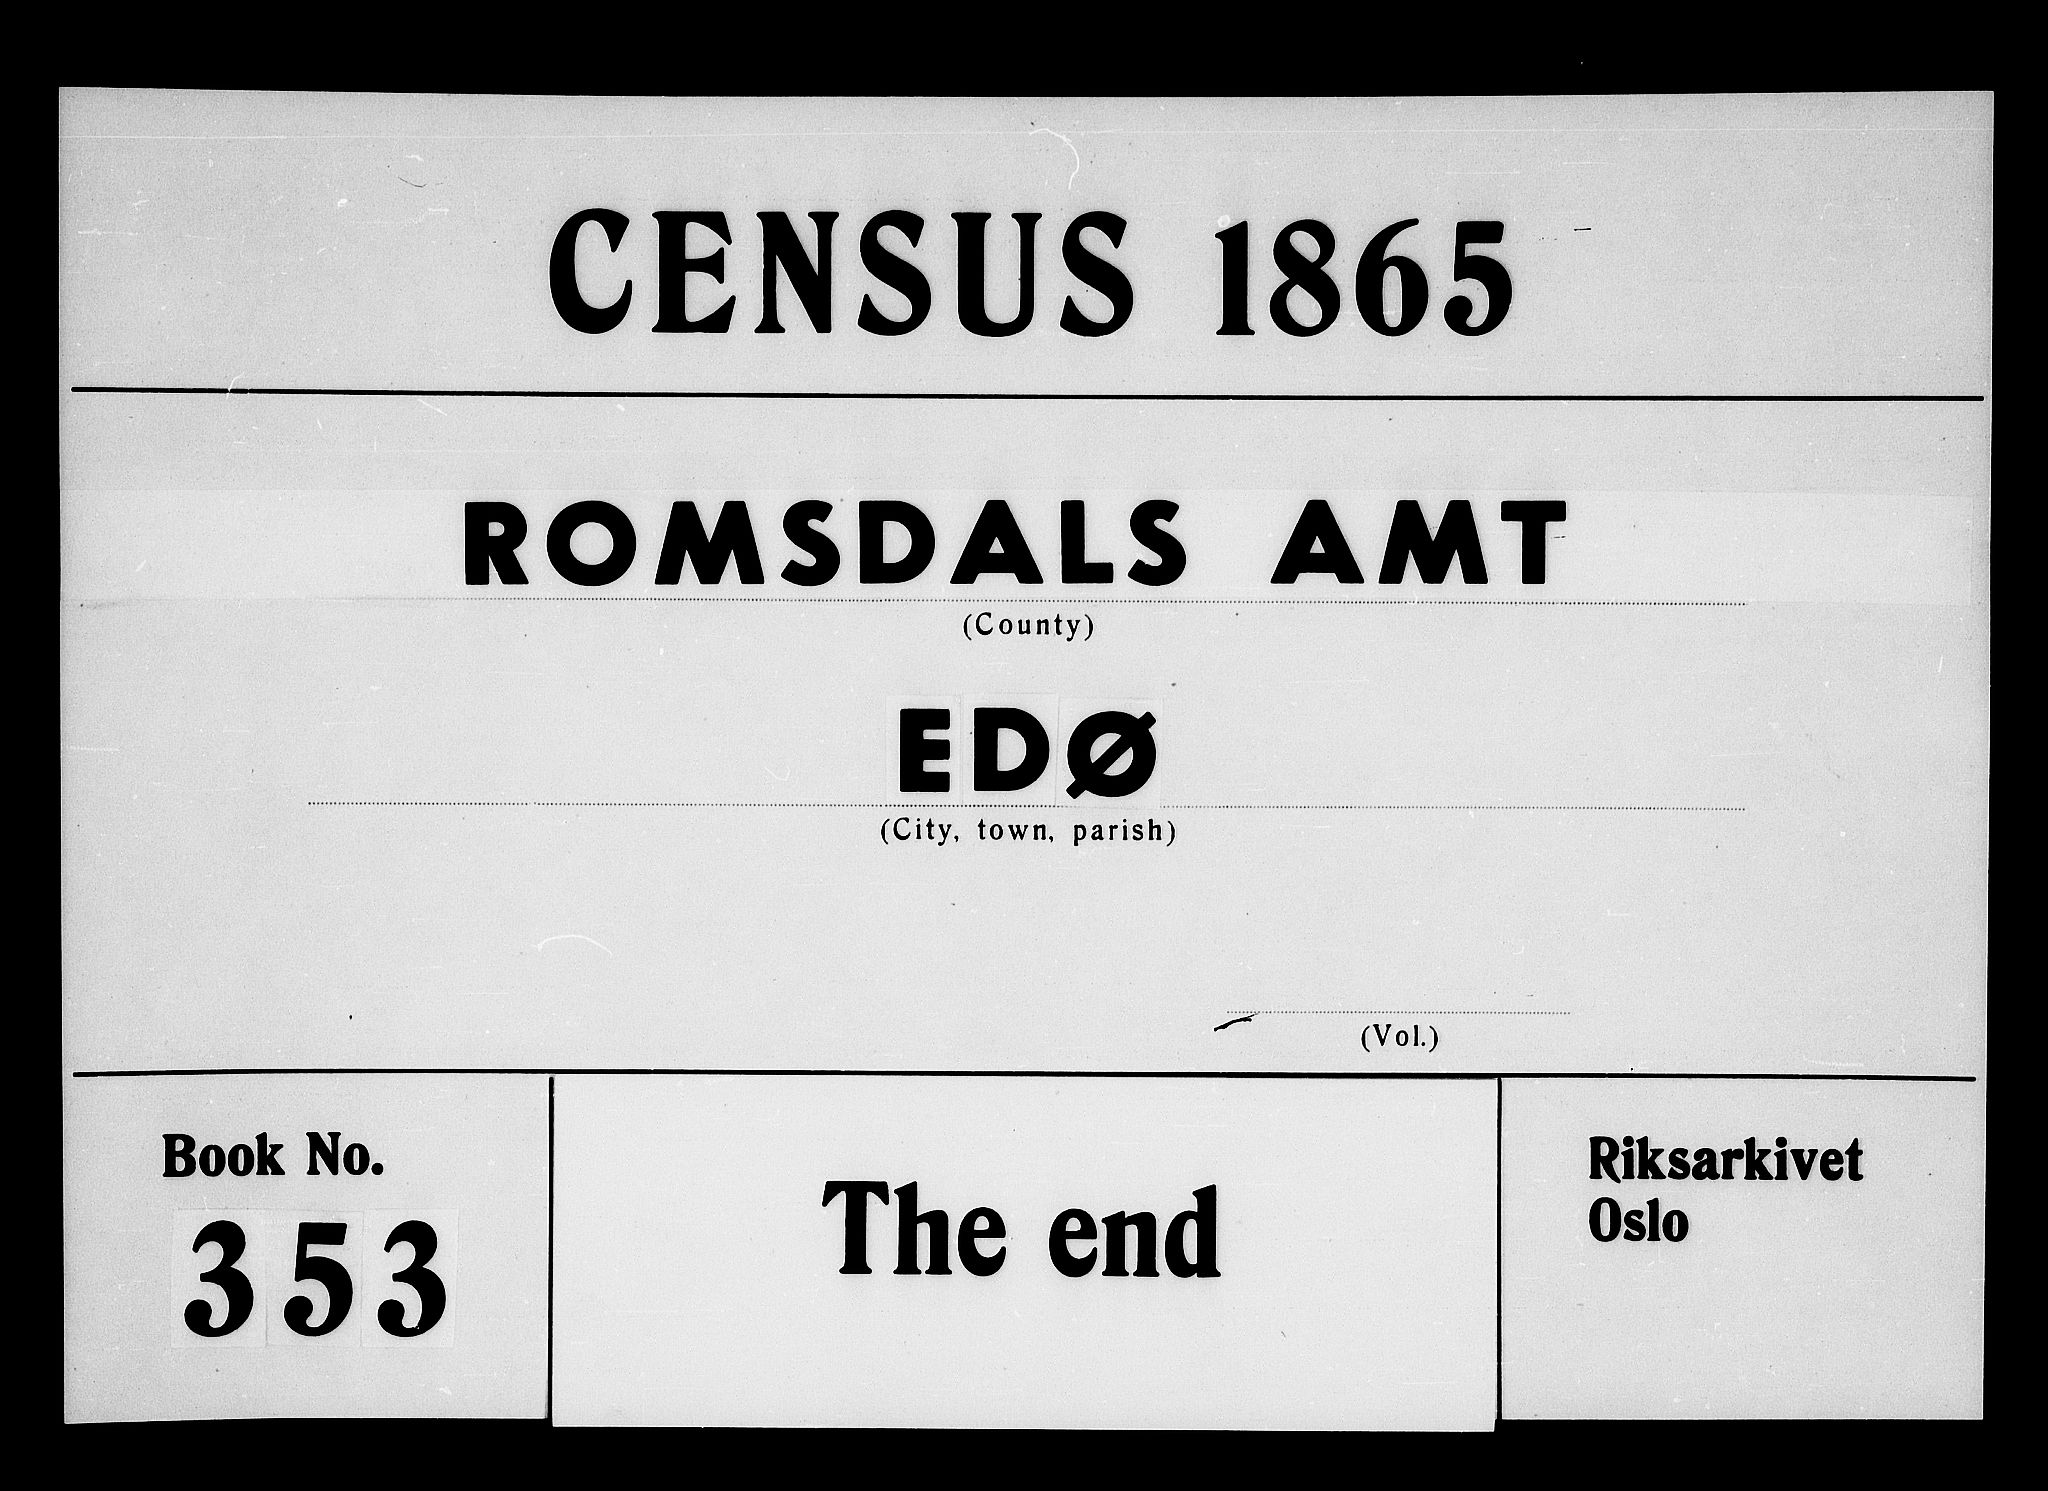 CENSUS 1865
ROMSDALS AMT
(County)
EDØ
(City, town, parish)
(Vol.)
Book No.
353
The end
Riksarkivet
Oslo